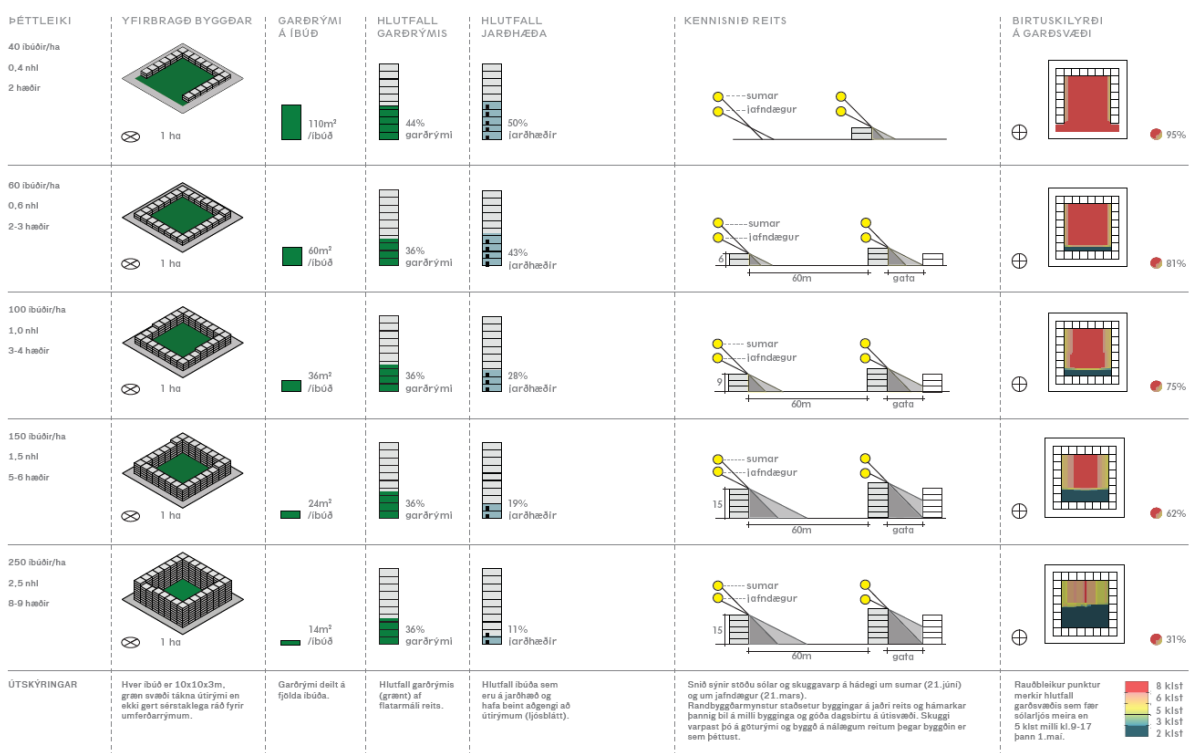 ÞÉTTLEIKI
YFIRBRAGÐ BYGGÐAR
GARÐRÝMI
Á ÍBÚÐ
HLUTFALL
GARÐRÝMIS
HLUTFALL
JARÐHÆÐA
KENNISNIÐ REITS
BIRTUSKILYRÐI
Á GARÐSVÆÐI
40 íbúðir/ha
0,4 nhl
2 hæðir
1 ha
110m²
/íbúð
44%
garðrými
50%
jarðhæðir
sumar
jafndægur
95%
60 íbúðir/ha
0,6 nhl
2-3 hæðir
1 ha
60m²
/íbúð
36%
garðrými
43%
jarðhæðir
sumar
jafndægur
6
60m
gata
81%
100 íbúðir/ha
1,0 nhl
3-4 hæðir
1 ha
36m²
/íbúð
36%
garðrými
28%
jarðhæðir
sumar
jafndægur
9
60m
gata
75%
150 íbúðir/ha
1,5 nhl
5-6 hæðir
1 ha
24m²
/íbúð
36%
garðrými
19%
jarðhæðir
sumar
jafndægur
15
60m
gata
62%
250 íbúðir/ha
2,5 nhl
8-9 hæðir
1 ha
14m²
/íbúð
36%
garðrými
11%
jarðhæðir
sumar
jafndægur
15
60m
gata
31%
ÚTSKÝRINGAR
Hver íbúð er 10x10x3m,
græn svæði tákna útirými en
ekki gert sérstaklega ráð fyrir
umferðarrýmum.
Garðrými deilt á
fjölda íbúða.
Hlutfall garðrýmis
(grænt) af
flatarmáli reits.
Hlutfall íbúða sem
eru á jarðhæð og
hafa beint aðgengi að
útirýmum (ljósblátt).
Snið sýnir stöðu sólar og skuggavarp á hádegi um sumar (21.júní)
og um jafndægur (21.mars).
Randbyggðarmynstur staðsetur byggingar á jaðri reits og hámarkar
þannig bil á milli bygginga og góða dagsbirtu á útisvæði. Skuggi
varpast þó á göturými og byggð á nálægum reitum þegar byggðin er
sem þéttust.
Rauðbleikur punktur
merkir hlutfall
garðsvæðis sem fær
sólarljós meira en
5 klst milli kl.9-17
þann 1.maí.
8 klst
6 klst
5 klst
3 klst
2 klst